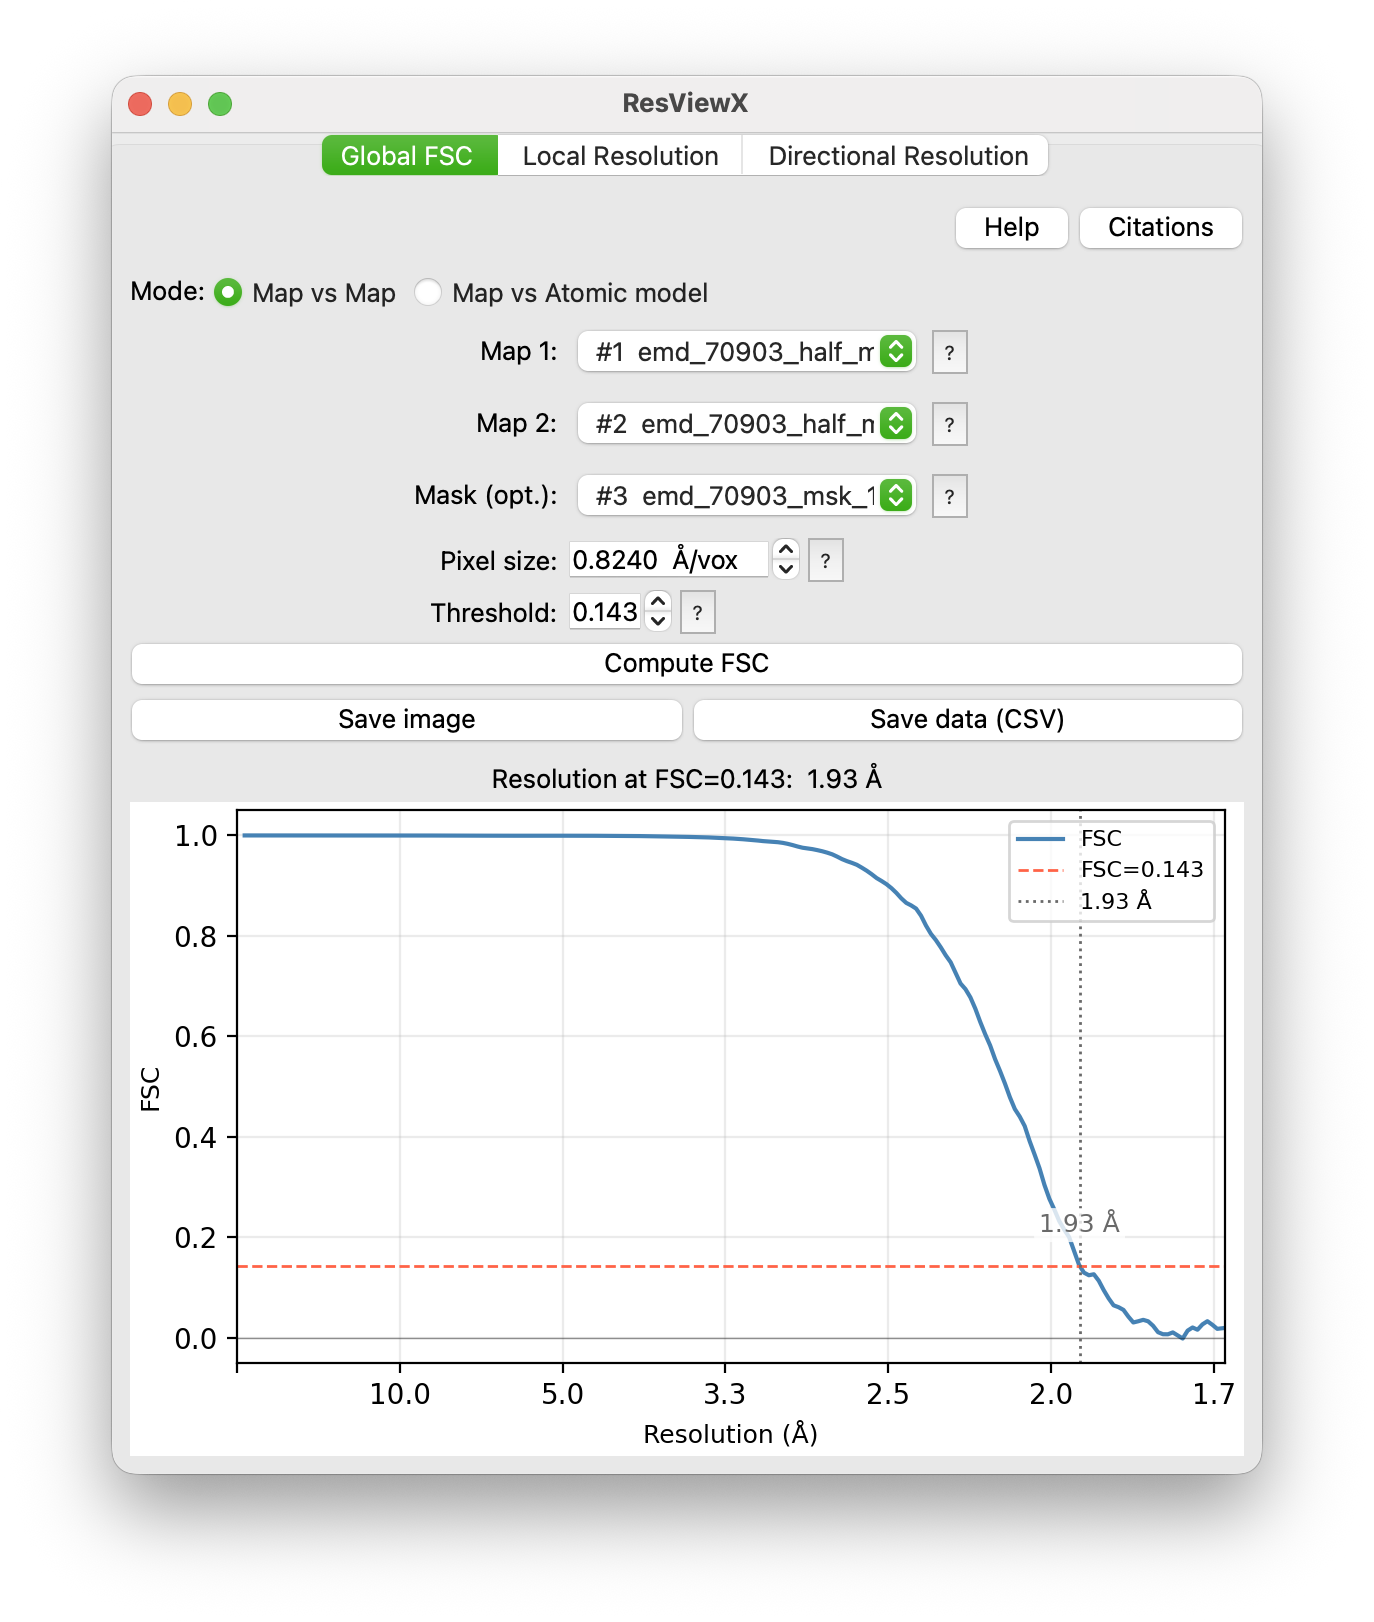 ResViewX
Global FSC Local Resolution Directional Resolution
Help Citations
Mode: Map vs Map Map vs Atomic model
Map 1: #1 emd_70903_half_m ?
Map 2: #2 emd_70903_half_m ?
Mask (opt.): #3 emd_70903_msk_1 ?
Pixel size: 0.8240 Å/vox ?
Threshold: 0.143 ?
Compute FSC
Save image Save data (CSV)
Resolution at FSC=0.143: 1.93 Å
1.0
0.8
0.6
0.4
0.2
0.0
FSC
FSC
FSC=0.143
1.93 Å
1.93 Å
10.0 5.0 3.3 2.5 2.0 1.7
Resolution (Å)